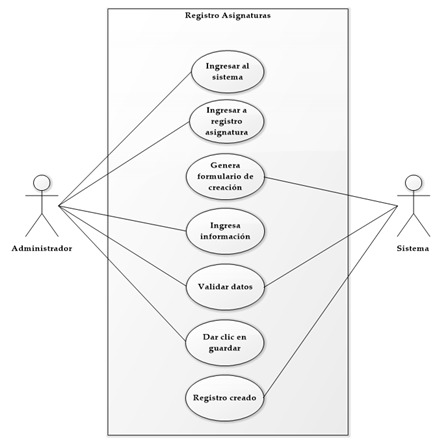 Registro Asignaturas
Ingresar al
sistema
Ingresar a
registro
asignatura
Genera
formulario de
creación
Ingresa
información
Administrador
Sistema
Validar datos
Dar clic en
guardar
Registro creado